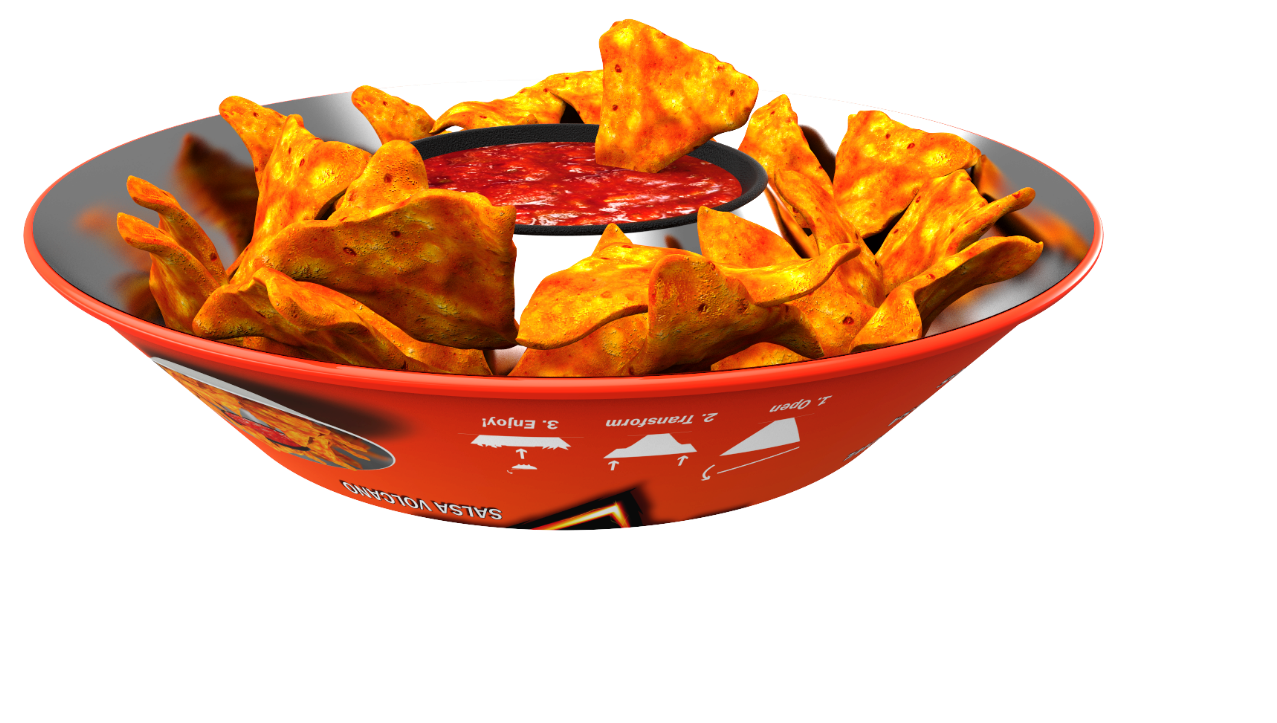 SALSA VOLCANO
1. Open
2. Transform
3. Enjoy!